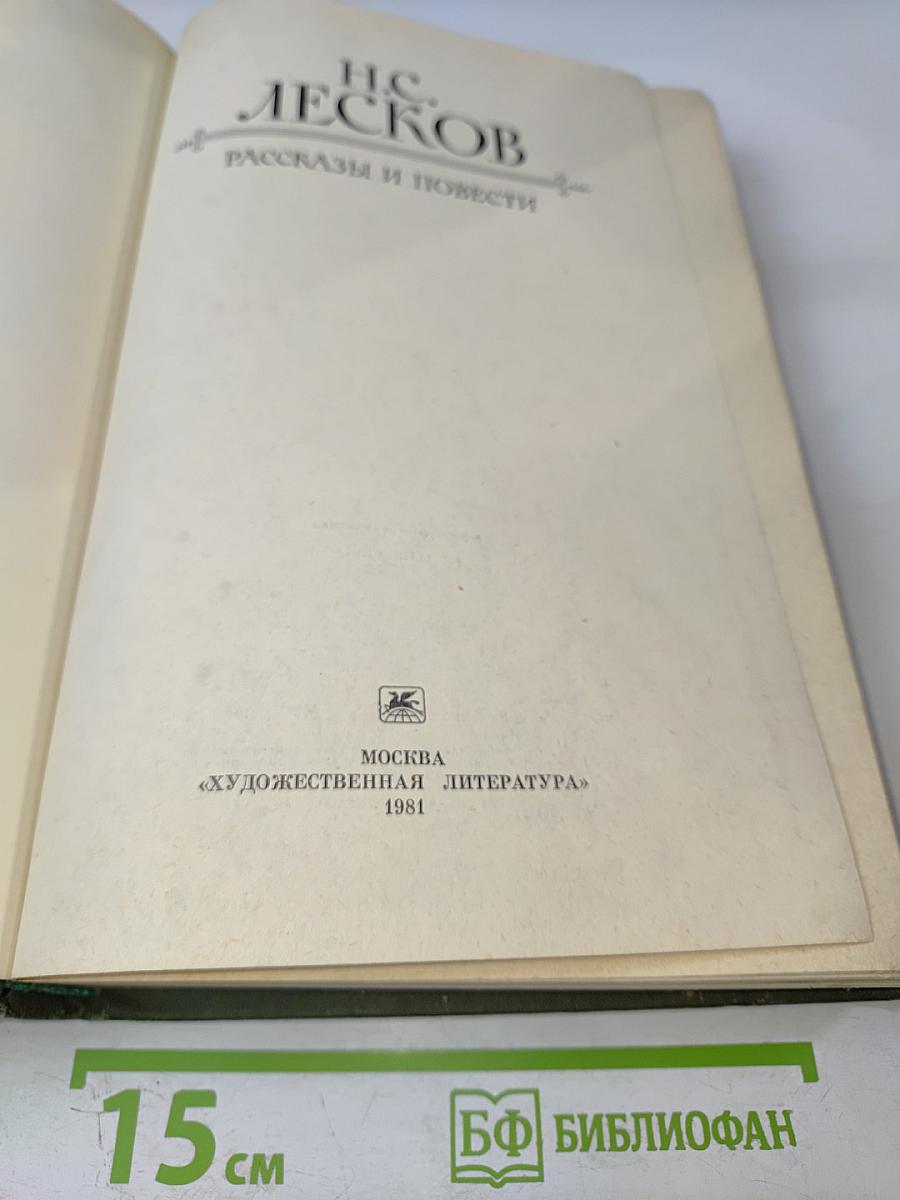 Н.С.
ЛЕСКОВ
РАССКАЗЫ И ПОВЕСТИ
МОСКВА
«ХУДОЖЕСТВЕННАЯ ЛИТЕРАТУРА»
1981
15 см
БФ БИБЛИОФАН